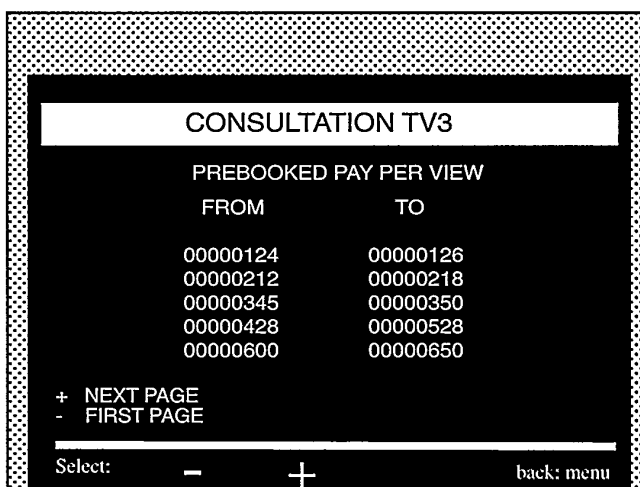 CONSULTATION TV3
PREBOOKED PAY PER VIEW
FROM TO
00000124 00000126
00000212 00000218
00000345 00000350
00000428 00000528
00000600 00000650
+ NEXT PAGE
- FIRST PAGE
Select: - + back: menu